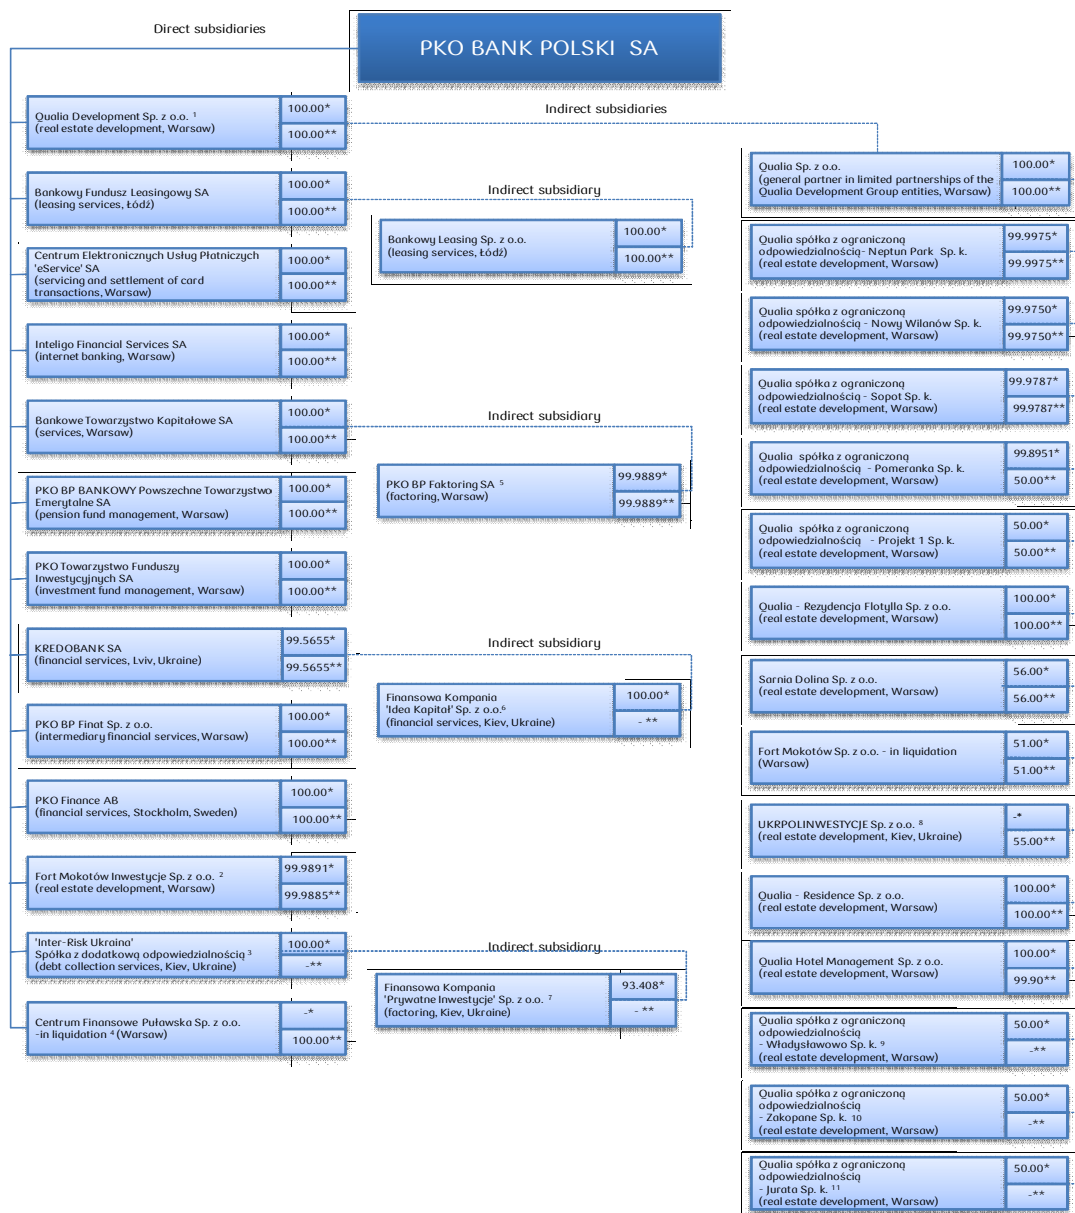 Direct subsidiaries
PKO BANK POLSKI SA
Qualia Development Sp. z o.o. ¹
(real estate development, Warsaw)
100.00*
100.00**
Bankowy Fundusz Leasingowy SA
(leasing services, Łódź)
100.00*
100.00**
Centrum Elektronicznych Usług Płatniczych
'eService' SA
(servicing and settlement of card
transactions, Warsaw)
100.00*
100.00**
Inteligo Financial Services SA
(internet banking, Warsaw)
100.00*
100.00**
Bankowe Towarzystwo Kapitałowe SA
(services, Warsaw)
100.00*
100.00**
PKO BP BANKOWY Powszechne Towarzystwo
Emerytalne SA
(pension fund management, Warsaw)
100.00*
100.00**
PKO Towarzystwo Funduszy
Inwestycyjnych SA
(investment fund management, Warsaw)
100.00*
100.00**
KREDOBANK SA
(financial services, Lviv, Ukraine)
99.5655*
99.5655**
PKO BP Finat Sp. z o.o.
(intermediary financial services, Warsaw)
100.00*
100.00**
PKO Finance AB
(financial services, Stockholm, Sweden)
100.00*
100.00**
Fort Mokotów Inwestycje Sp. z o.o. ²
(real estate development, Warsaw)
99.9891*
99.9885**
'Inter-Risk Ukraina'
Spółka z dodatkową odpowiedzialnością ³
(debt collection services, Kiev, Ukraine)
100.00*
-**
Centrum Finansowe Puławska Sp. z o.o.
-in liquidation ⁴ (Warsaw)
-*
100.00**
Indirect subsidiary
Bankowy Leasing Sp. z o.o.
(leasing services, Łódź)
100.00*
100.00**
Indirect subsidiary
PKO BP Faktoring SA ⁵
(factoring, Warsaw)
99.9889*
99.9889**
Indirect subsidiary
Finansowa Kompania
'Idea Kapitał' Sp. z o.o.⁶
(financial services, Kiev, Ukraine)
100.00*
- **
Indirect subsidiary
Finansowa Kompania
'Prywatne Inwestycje' Sp. z o.o. ⁷
(factoring, Kiev, Ukraine)
93.408*
- **
Indirect subsidiaries
Qualia Sp. z o.o.
(general partner in limited partnerships of the
Qualia Development Group entities, Warsaw)
100.00*
100.00**
Qualia spółka z ograniczoną
odpowiedzialnością- Neptun Park Sp. k.
(real estate development, Warsaw)
99.9975*
99.9975**
Qualia spółka z ograniczoną
odpowiedzialnością - Nowy Wilanów Sp. k.
(real estate development, Warsaw)
99.9750*
99.9750**
Qualia spółka z ograniczoną
odpowiedzialnością - Sopot Sp. k.
(real estate development, Warsaw)
99.9787*
99.9787**
Qualia spółka z ograniczoną
odpowiedzialnością - Pomeranka Sp. k.
(real estate development, Warsaw)
99.8951*
50.00**
Qualia spółka z ograniczoną
odpowiedzialnością - Projekt 1 Sp. k.
(real estate development, Warsaw)
50.00*
50.00**
Qualia - Rezydencja Flotylla Sp. z o.o.
(real estate development, Warsaw)
100.00*
100.00**
Sarnia Dolina Sp. z o.o.
(real estate development, Warsaw)
56.00*
56.00**
Fort Mokotów Sp. z o.o. - in liquidation
(Warsaw)
51.00*
51.00**
UKRPOLINWESTYCJE Sp. z o.o. ⁸
(real estate development, Kiev, Ukraine)
-*
55.00**
Qualia - Residence Sp. z o.o.
(real estate development, Warsaw)
100.00*
100.00**
Qualia Hotel Management Sp. z o.o.
(real estate development, Warsaw)
100.00*
99.90**
Qualia spółka z ograniczoną
odpowiedzialnością
- Władysławowo Sp. k. ⁹
(real estate development, Warsaw)
50.00*
-**
Qualia spółka z ograniczoną
odpowiedzialnością
- Zakopane Sp. k. 10
(real estate development, Warsaw)
50.00*
-**
Qualia spółka z ograniczoną
odpowiedzialnością
- Jurata Sp. k. ¹¹
(real estate development, Warsaw)
50.00*
-**